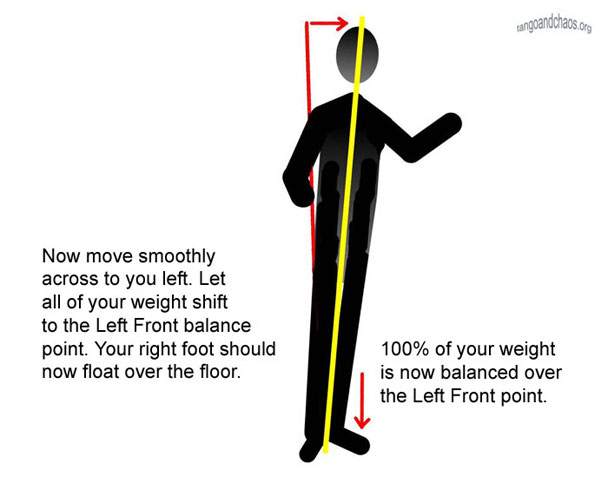 tangoandchaos.org
Now move smoothly
across to you left. Let
all of your weight shift
to the Left Front balance
point. Your right foot should
now float over the floor.
100% of your weight
is now balanced over
the Left Front point.